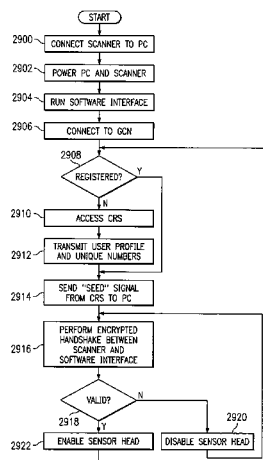 START
2900
CONNECT SCANNER TO PC
2902
POWER PC AND SCANNER
2904
RUN SOFTWARE INTERFACE
2906
CONNECT TO GCN
2908
REGISTERED?
Y
N
2910
ACCESS CRS
2912
TRANSMIT USER PROFILE
AND UNIQUE NUMBERS
2914
SEND "SEED" SIGNAL
FROM CRS TO PC
2916
PERFORM ENCRYPTED
HANDSHAKE BETWEEN
SCANNER AND
SOFTWARE INTERFACE
VALID?
N
2918
Y
2920
2922
ENABLE SENSOR HEAD
DISABLE SENSOR HEAD